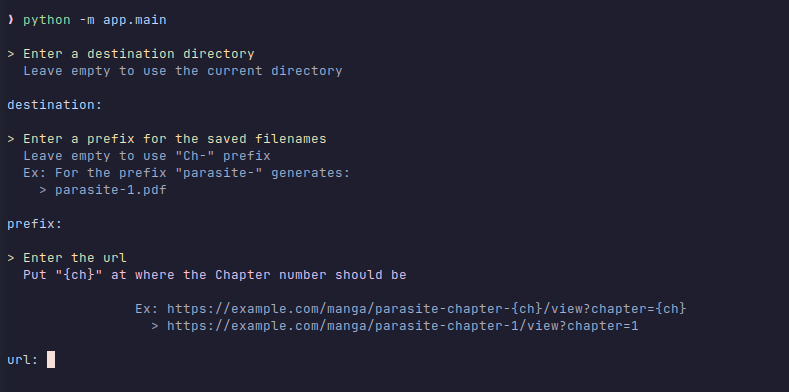 ❯ python -m app.main
> Enter a destination directory
Leave empty to use the current directory
destination:
> Enter a prefix for the saved filenames
Leave empty to use "Ch-" prefix
Ex: For the prefix "parasite-" generates:
> parasite-1.pdf
prefix:
> Enter the url
Put "{ch}" at where the Chapter number should be
Ex: https://example.com/manga/parasite-chapter-{ch}/view?chapter={ch}
> https://example.com/manga/parasite-chapter-1/view?chapter=1
url: